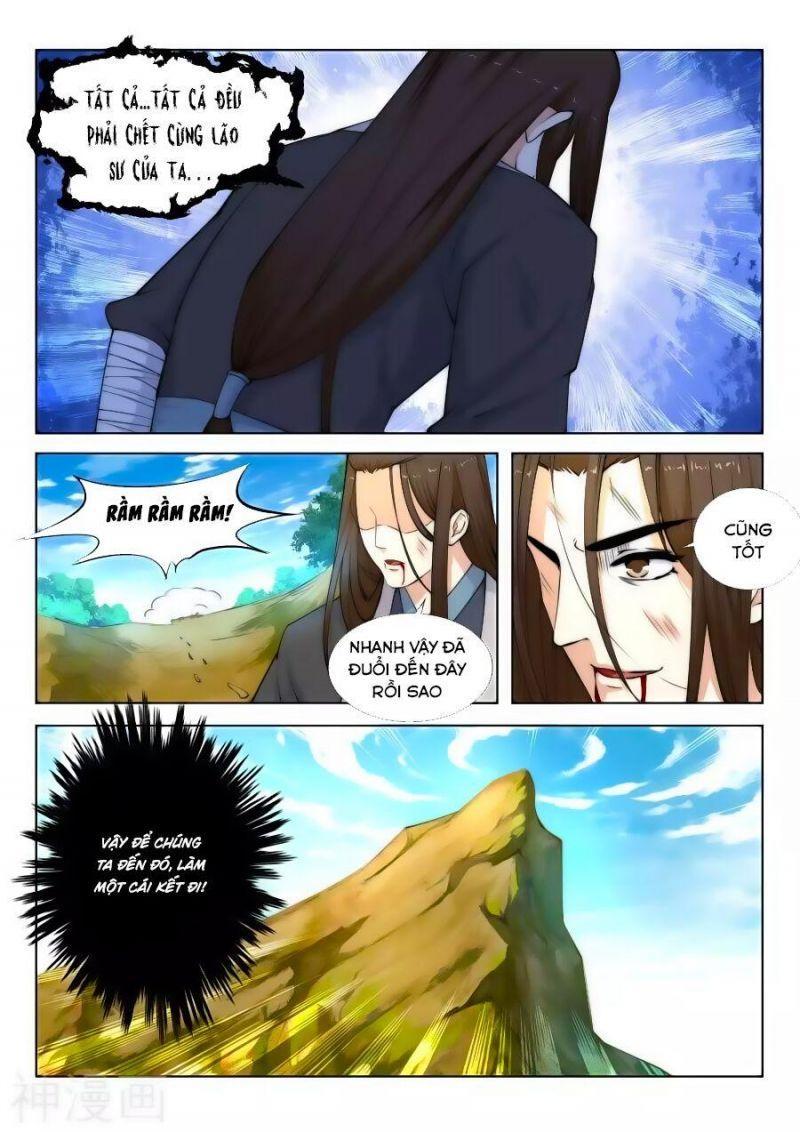 TẤT CẢ...TẤT CẢ ĐỀU
PHẢI CHẾT CÙNG LÃO
SƯ CỦA TA...
RẦM RẦM RẦM!
NHANH VẬY ĐÃ
ĐUỔI ĐẾN ĐÂY
RỒI SAO
CŨNG
TỐT
VẬY ĐỂ CHÚNG
TA ĐẾN ĐÓ, LÀM
MỘT CÁI KẾT ĐI!
神漫画